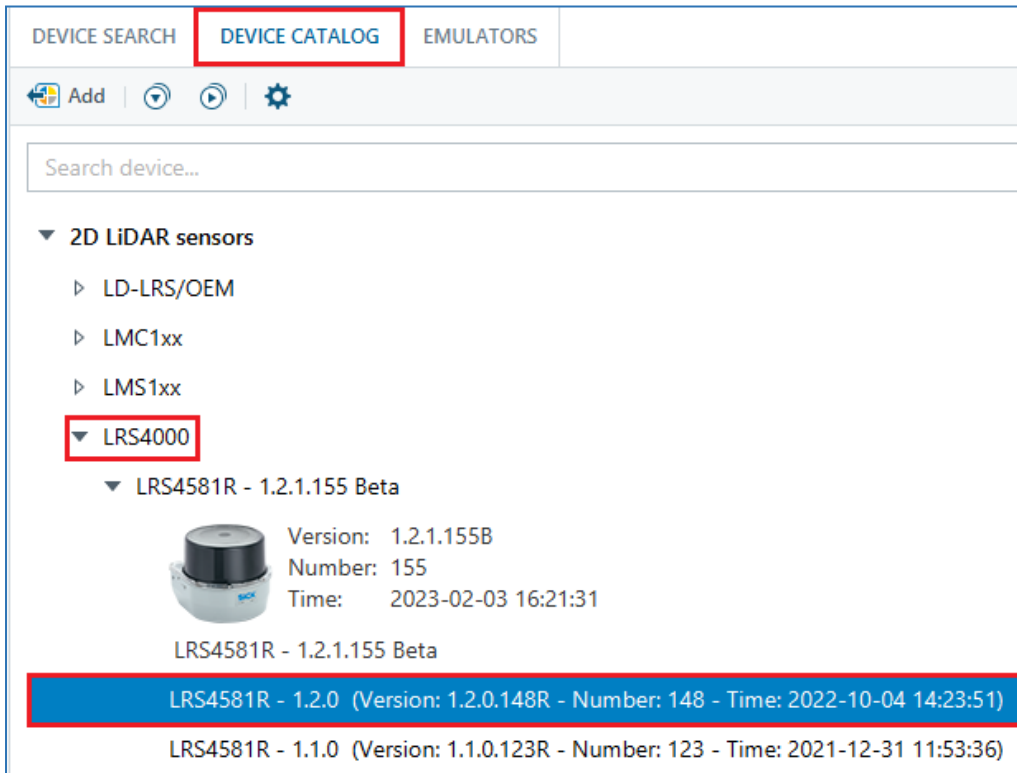 DEVICE SEARCH DEVICE CATALOG EMULATORS
Add
Search device...
2D LiDAR sensors
LD-LRS/OEM
LMC1xx
LMS1xx
LRS4000
LRS4581R - 1.2.1.155 Beta
Version: 1.2.1.155B
Number: 155
Time: 2023-02-03 16:21:31
SICK
LRS4581R - 1.2.1.155 Beta
LRS4581R - 1.2.0 (Version: 1.2.0.148R - Number: 148 - Time: 2022-10-04 14:23:51)
LRS4581R - 1.1.0 (Version: 1.1.0.123R - Number: 123 - Time: 2021-12-31 11:53:36)